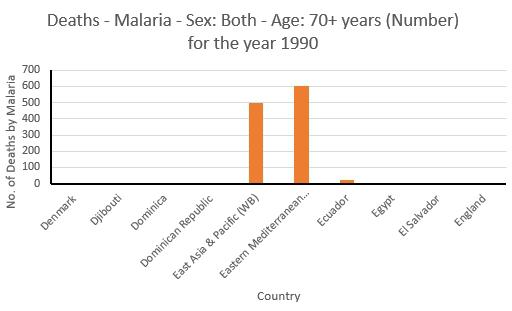 Deaths - Malaria - Sex: Both - Age: 70+ years (Number)
for the year 1990
No. of Deaths by Malaria
700
600
500
400
300
200
100
0
Denmark
Djibouti
Dominica
Dominican Republic
East Asia & Pacific (WB)
Eastern Mediterranean...
Ecuador
Egypt
El Salvador
England
Country